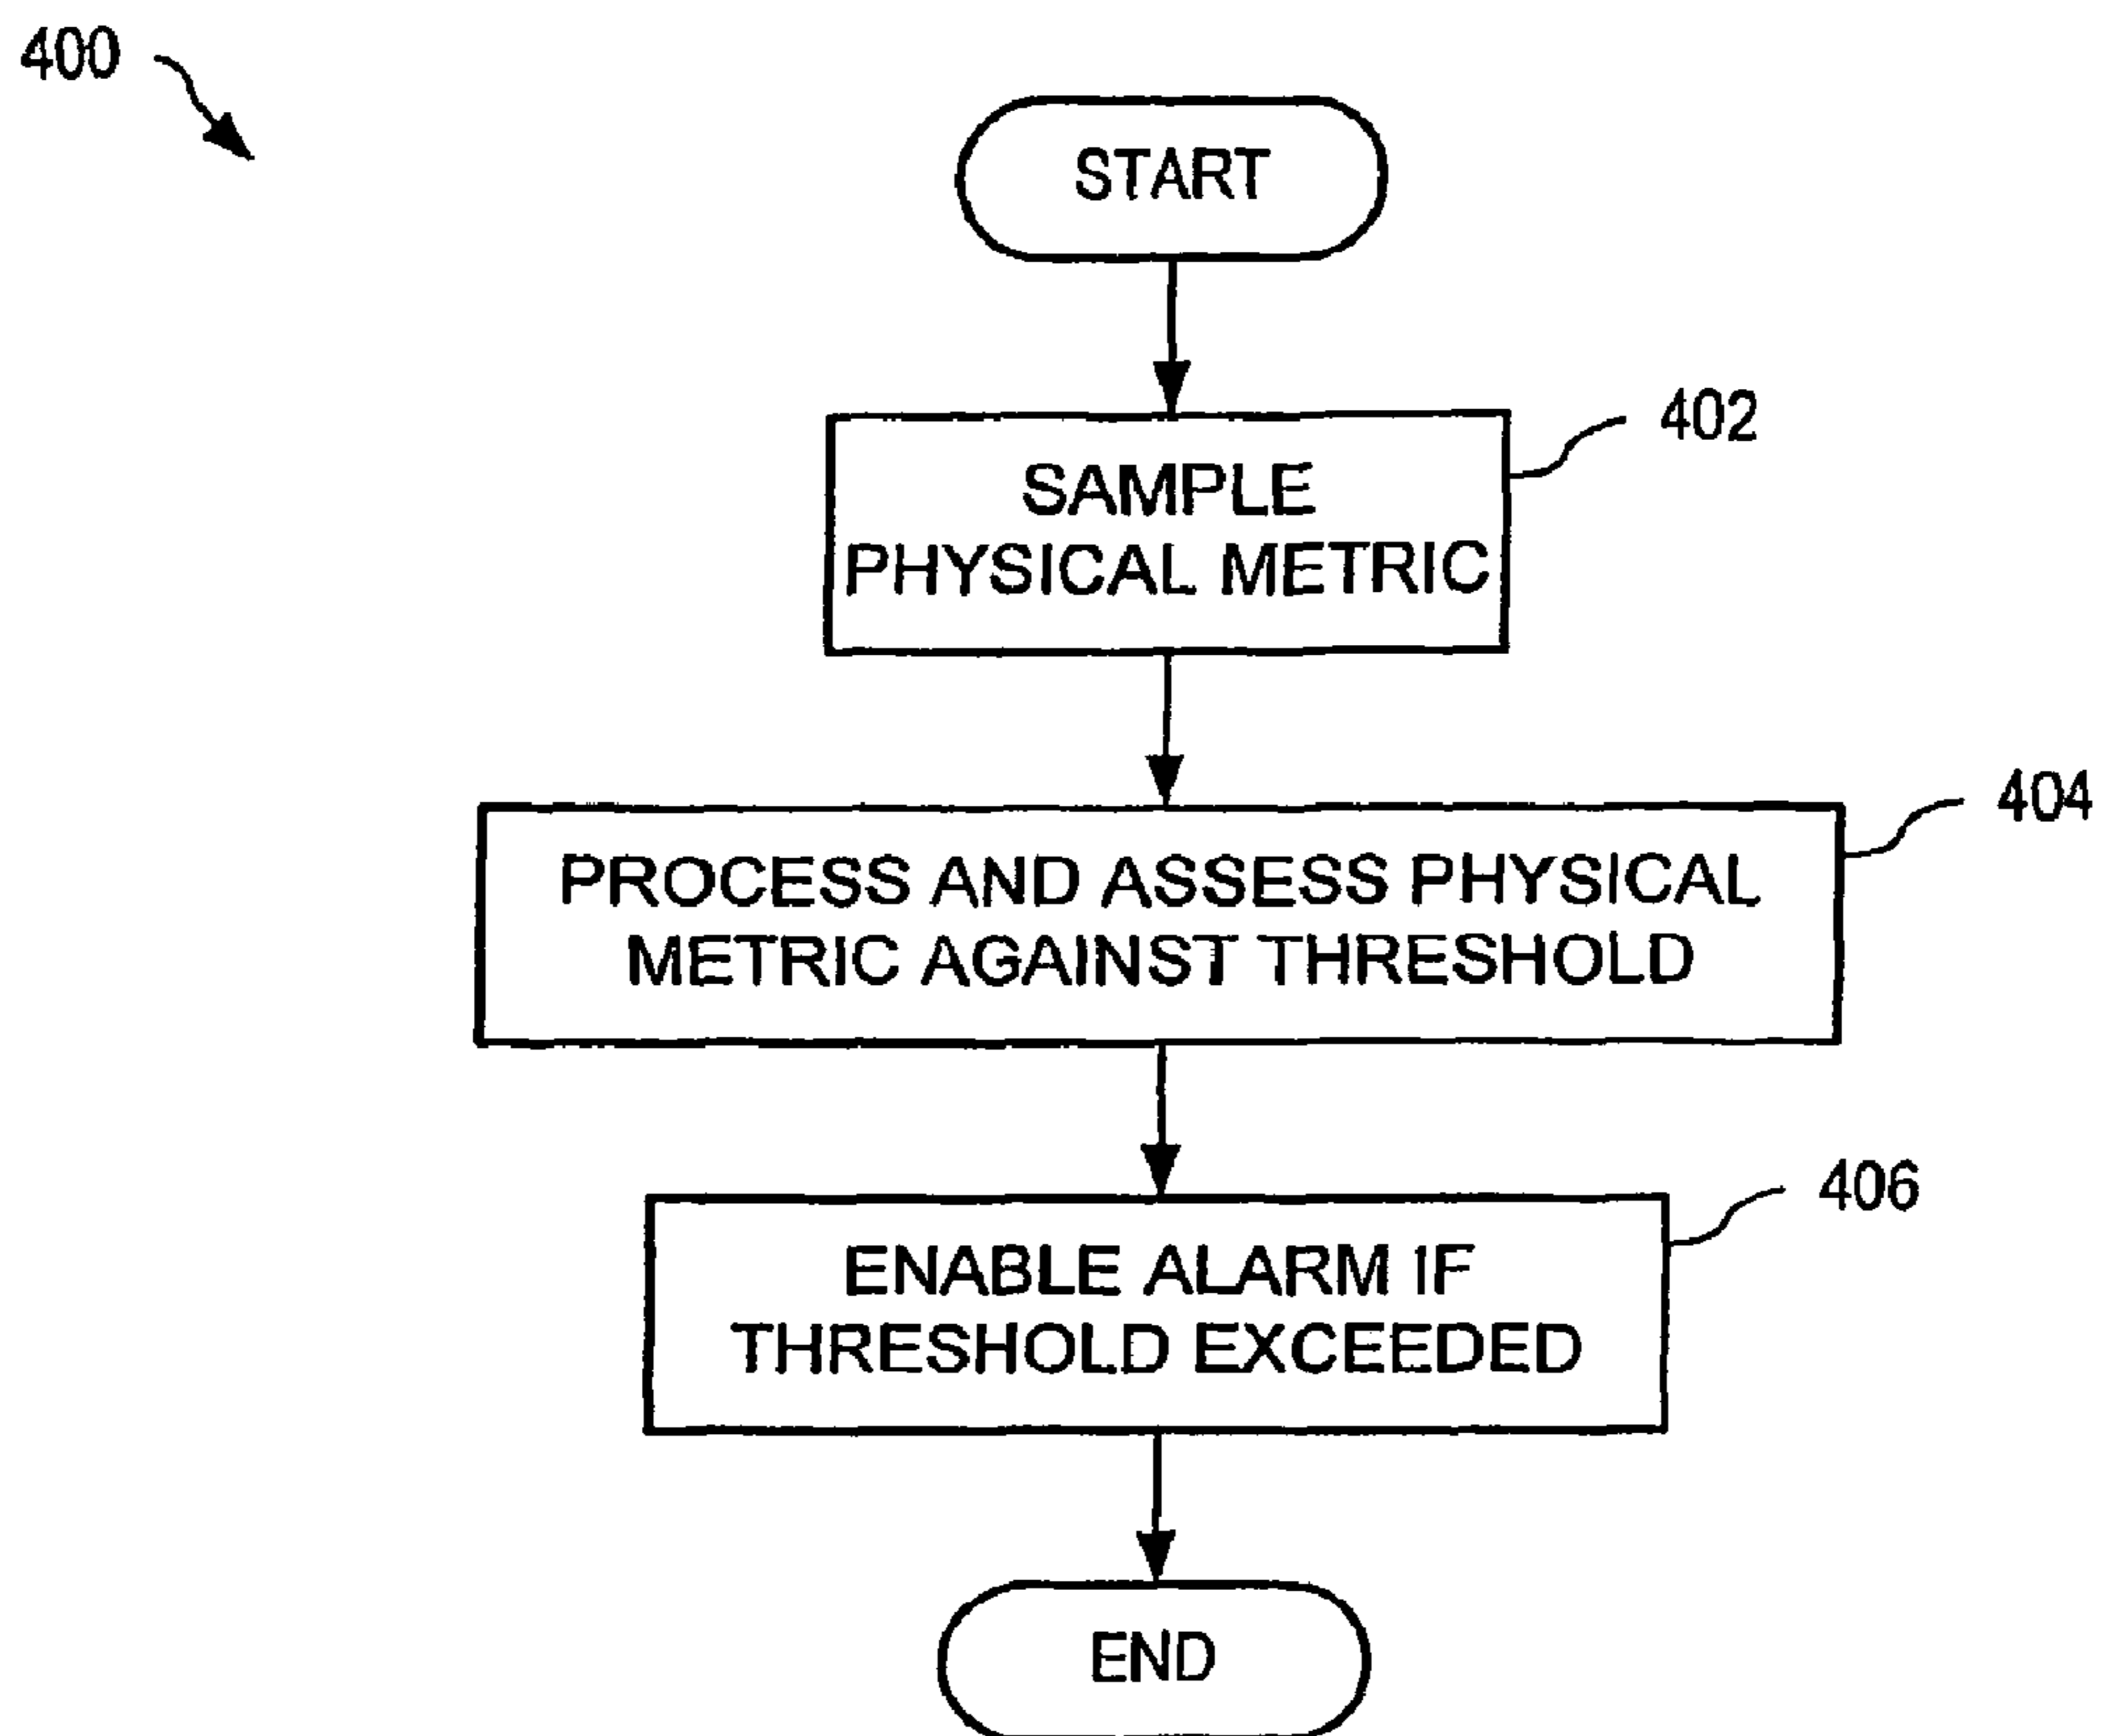 400
START
402
SAMPLE
PHYSICAL METRIC
404
PROCESS AND ASSESS PHYSICAL
METRIC AGAINST THRESHOLD
406
ENABLE ALARM IF
THRESHOLD EXCEEDED
END